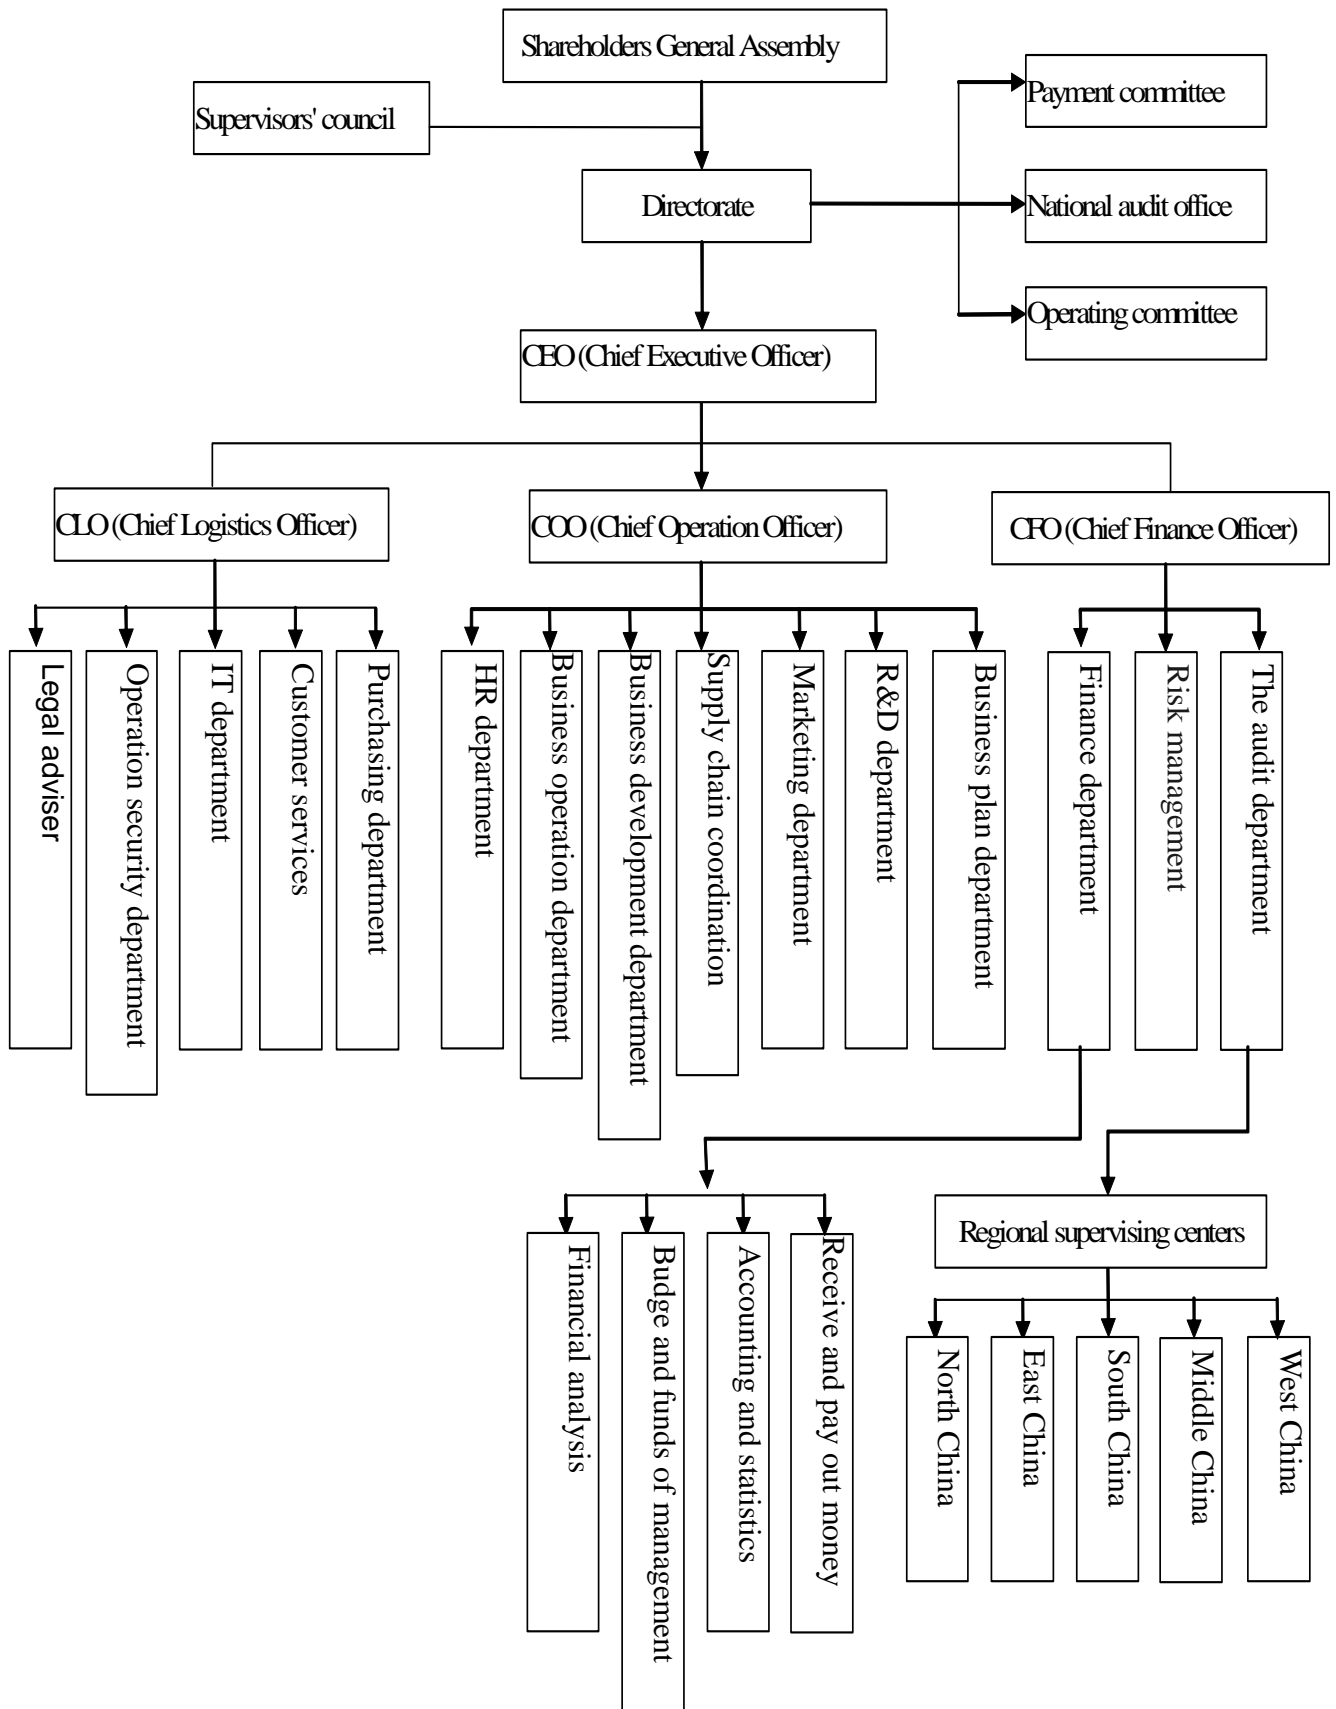 Shareholders General Assembly
Supervisors' council
Payment committee
Directorate
National audit office
Operating committee
CEO (Chief Executive Officer)
CLO (Chief Logistics Officer)
COO (Chief Operation Officer)
CFO (Chief Finance Officer)
Legal adviser
Operation security department
IT department
Customer services
Purchasing department
HR department
Business operation department
Business development department
Supply chain coordination
Marketing department
R&D department
Business plan department
Finance department
Risk management
The audit department
Regional supervising centers
Financial analysis
Budge and funds of management
Accounting and statistics
Receive and pay out money
North China
East China
South China
Middle China
West China